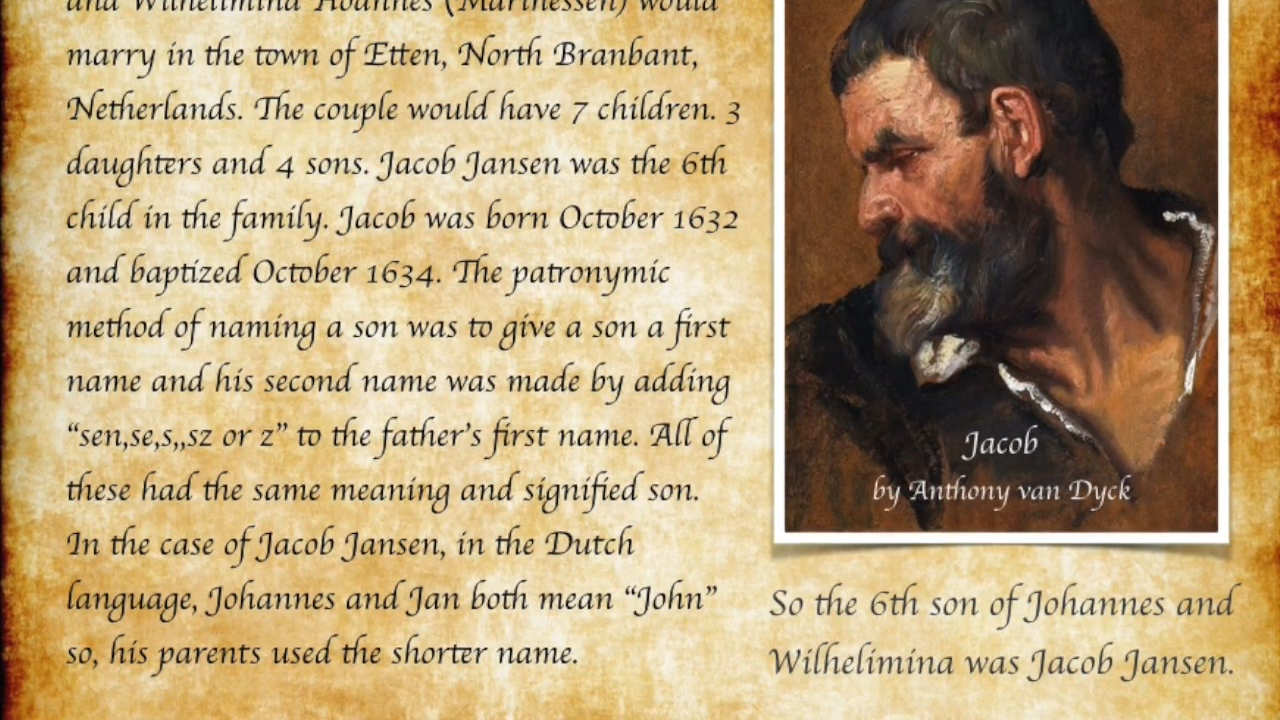 and Wilhelimina Hoannes (Marinessen) would
marry in the town of Etten, North Branbant,
Netherlands. The couple would have 7 children. 3
daughters and 4 sons. Jacob Jansen was the 6th
child in the family. Jacob was born October 1632
and baptized October 1634. The patronymic
method of naming a son was to give a son a first
name and his second name was made by adding
“sen,se,s,,sz or z” to the father’s first name. All of
these had the same meaning and signified son.
In the case of Jacob Jansen, in the Dutch
language, Johannes and Jan both mean “John”
so, his parents used the shorter name.
Jacob
by Anthony van Dyck
So the 6th son of Johannes and
Wilhelimina was Jacob Jansen.